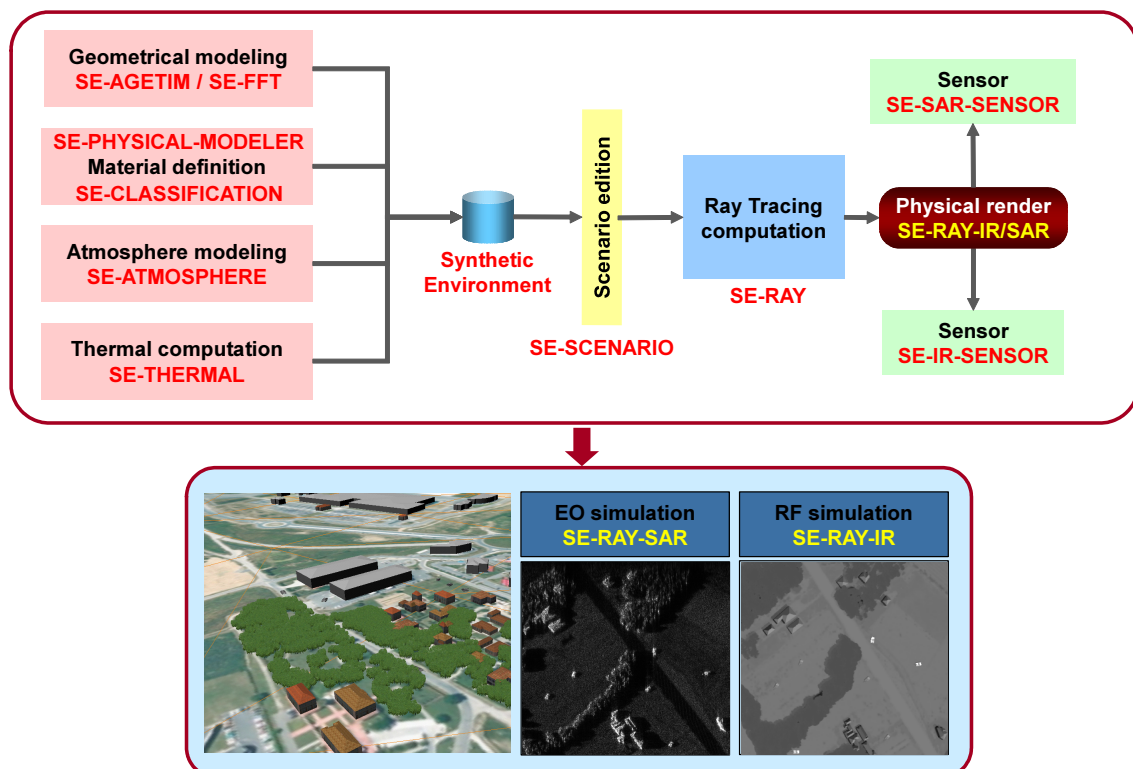 Geometrical modeling
SE-AGETIM / SE-FFT
SE-PHYSICAL-MODELER
Material definition
SE-CLASSIFICATION
Atmosphere modeling
SE-ATMOSPHERE
Thermal computation
SE-THERMAL
Synthetic
Environment
Scenario edition
SE-SCENARIO
Ray Tracing
computation
SE-RAY
Sensor
SE-SAR-SENSOR
Physical render
SE-RAY-IR/SAR
Sensor
SE-IR-SENSOR
EO simulation
SE-RAY-SAR
RF simulation
SE-RAY-IR